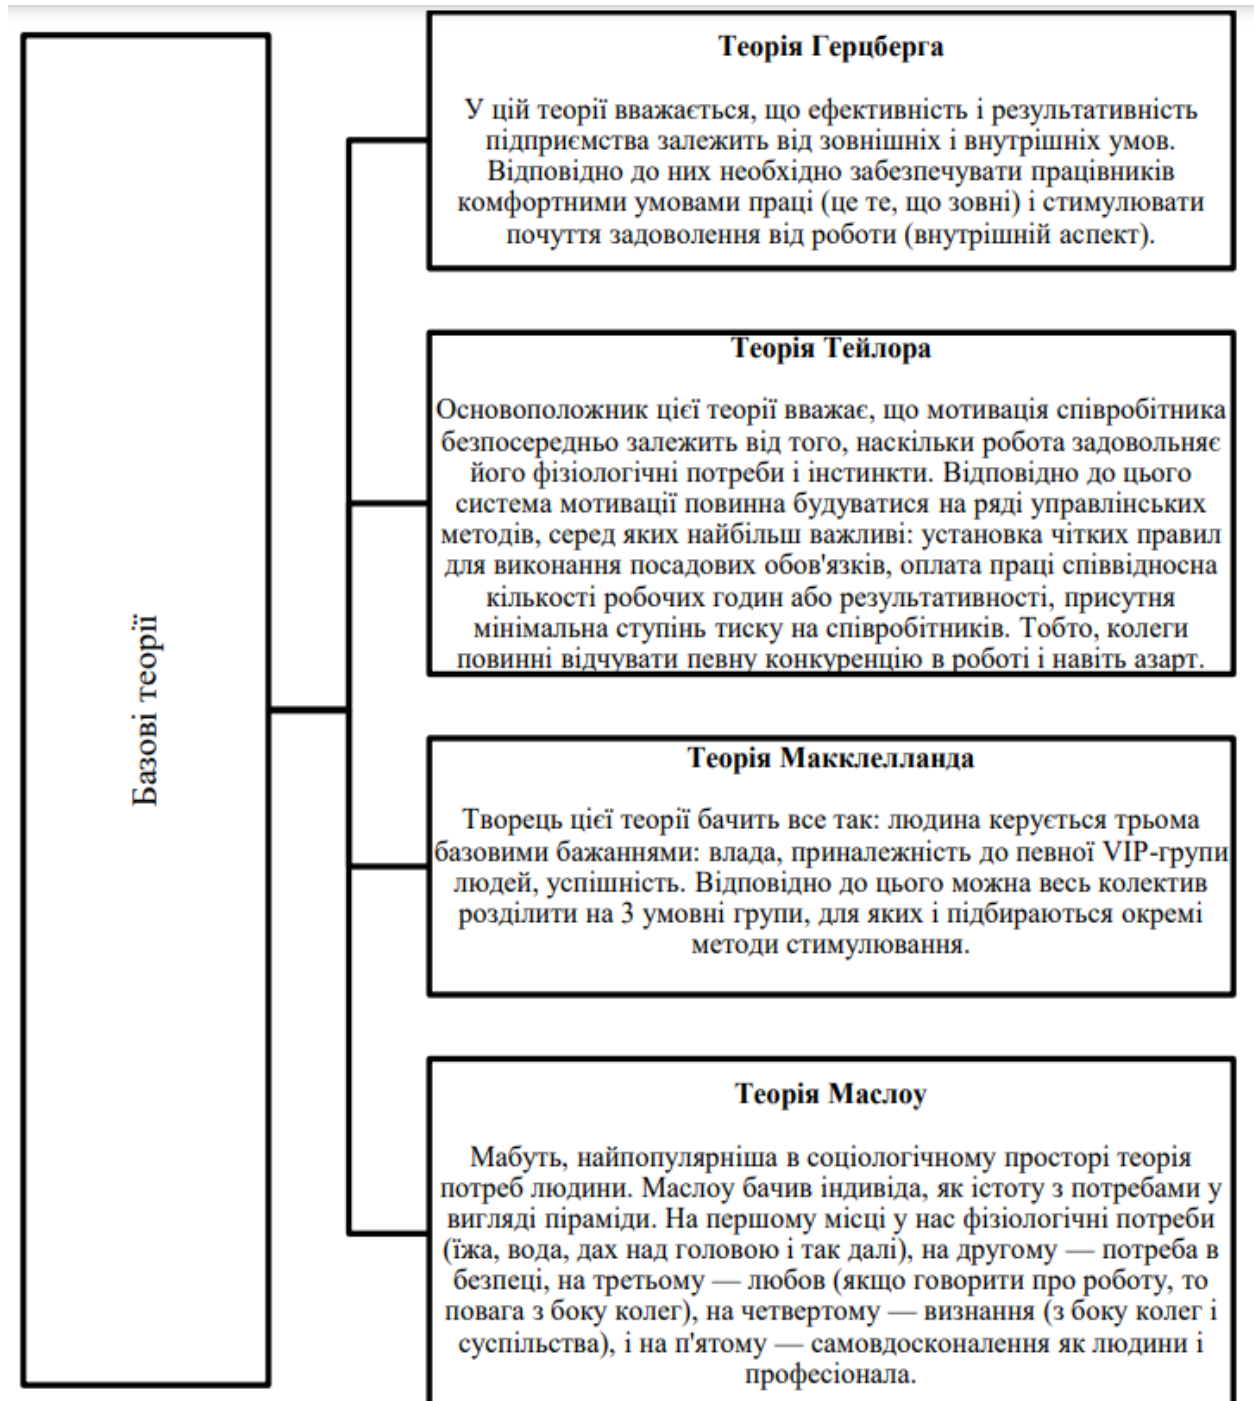 Базові теорії
Теорія Герцберга
У цій теорії вважається, що ефективність і результативність
підприємства залежить від зовнішніх і внутрішніх умов.
Відповідно до них необхідно забезпечувати працівників
комфортними умовами праці (це те, що зовні) і стимулювати
почуття задоволення від роботи (внутрішній аспект).
Теорія Тейлора
Основоположник цієї теорії вважає, що мотивація співробітника
безпосередньо залежить від того, наскільки робота задовольняє
його фізіологічні потреби і інстинкти. Відповідно до цього
система мотивації повинна будуватися на ряді управлінських
методів, серед яких найбільш важливі: установка чітких правил
для виконання посадових обов'язків, оплата праці співвідносна
кількості робочих годин або результативності, присутня
мінімальна ступінь тиску на співробітників. Тобто, колеги
повинні відчувати певну конкуренцію в роботі і навіть азарт.
Теорія Макклелланда
Творець цієї теорії бачить все так: людина керується трьома
базовими бажаннями: влада, приналежність до певної VIP-групи
людей, успішність. Відповідно до цього можна весь колектив
розділити на 3 умовні групи, для яких і підбираються окремі
методи стимулювання.
Теорія Маслоу
Мабуть, найпопулярніша в соціологічному просторі теорія
потреб людини. Маслоу бачив індивіда, як істоту з потребами у
вигляді піраміди. На першому місці у нас фізіологічні потреби
(їжа, вода, дах над головою і так далі), на другому — потреба в
безпеці, на третьому — любов (якщо говорити про роботу, то
повага з боку колег), на четвертому — визнання (з боку колег і
суспільства), і на п'ятому — самовдосконалення як людини і
професіонала.